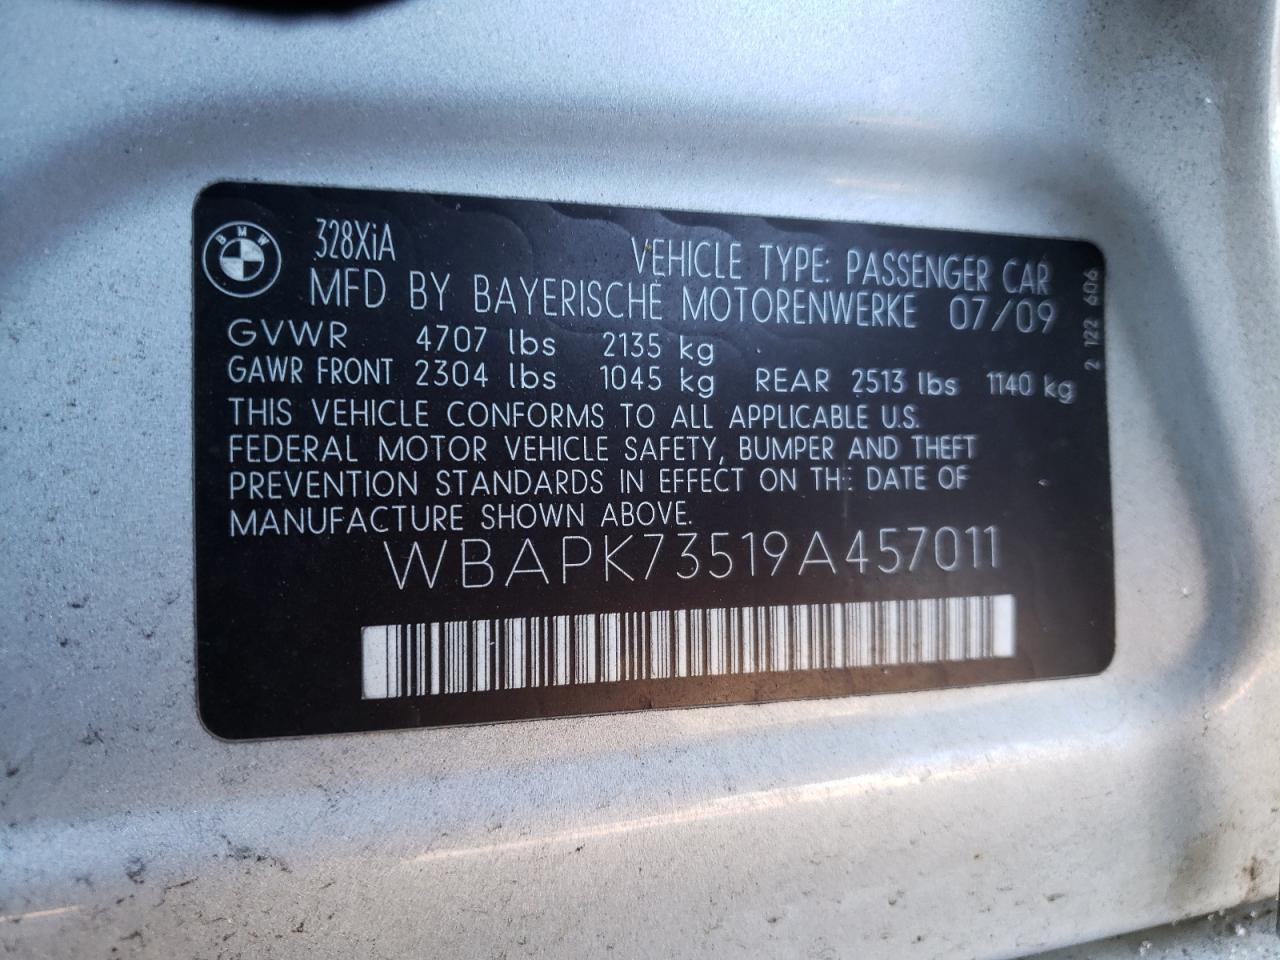 BMW
328XiA
VEHICLE TYPE: PASSENGER CAR
MFD BY BAYERISCHE MOTORENWERKE 07/09
GVWR 4707 lbs 2135 kg
GAWR FRONT 2304 lbs 1045 kg REAR 2513 lbs 1140 kg
THIS VEHICLE CONFORMS TO ALL APPLICABLE U.S.
FEDERAL MOTOR VEHICLE SAFETY, BUMPER AND THEFT
PREVENTION STANDARDS IN EFFECT ON THE DATE OF
MANUFACTURE SHOWN ABOVE.
WBAPK73519A457011
2 122 606